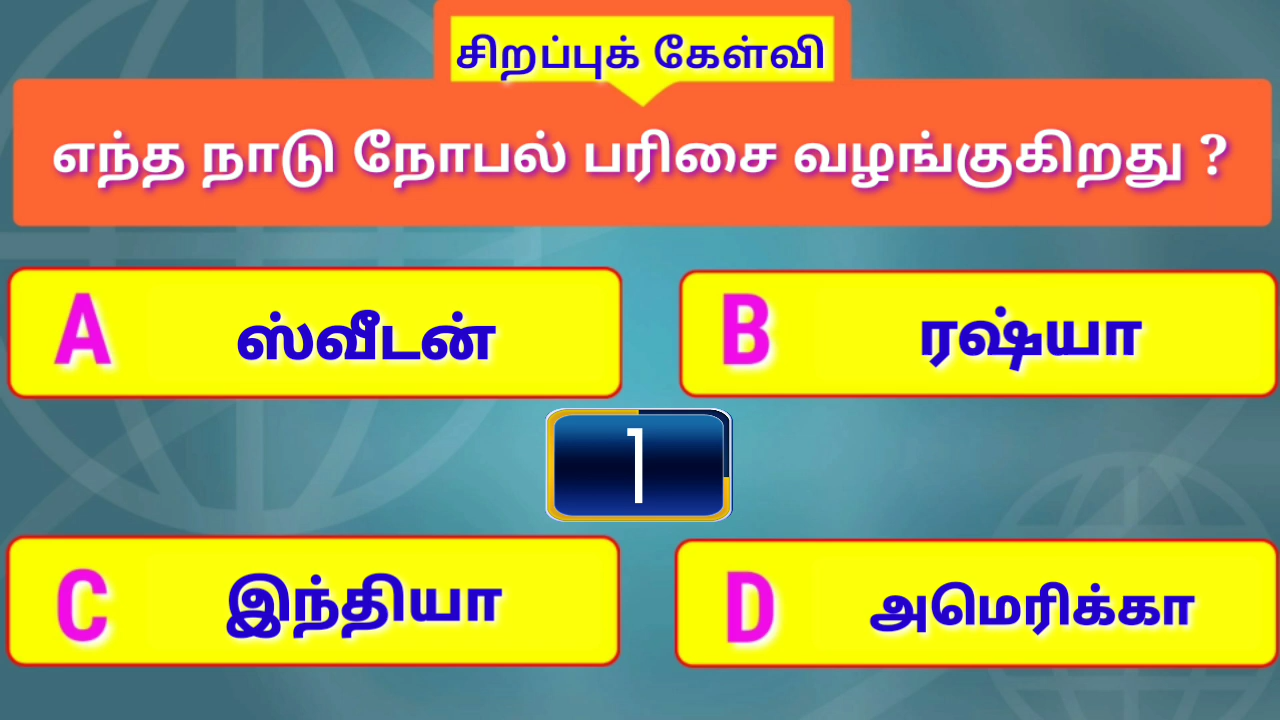 சிறப்புக் கேள்வி
எந்த நாடு நோபல் பரிசை வழங்குகிறது ?
A ஸ்வீடன்
B ரஷ்யா
1
C இந்தியா
D அமெரிக்கா